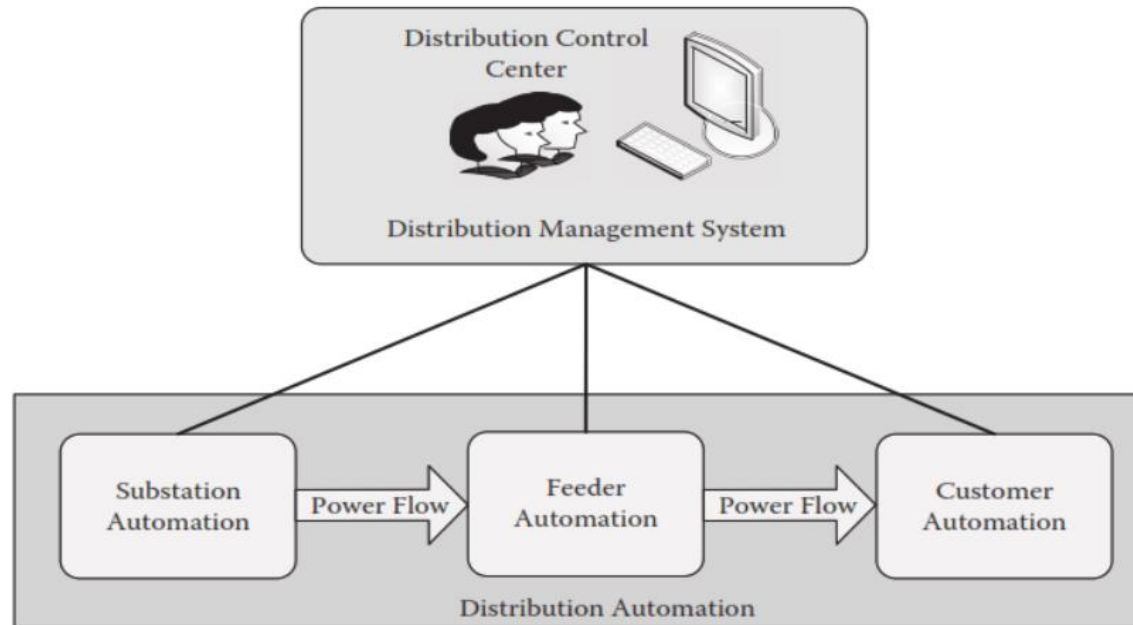 Distribution Control
Center
Distribution Management System
Substation
Automation
Power Flow
Feeder
Automation
Power Flow
Customer
Automation
Distribution Automation